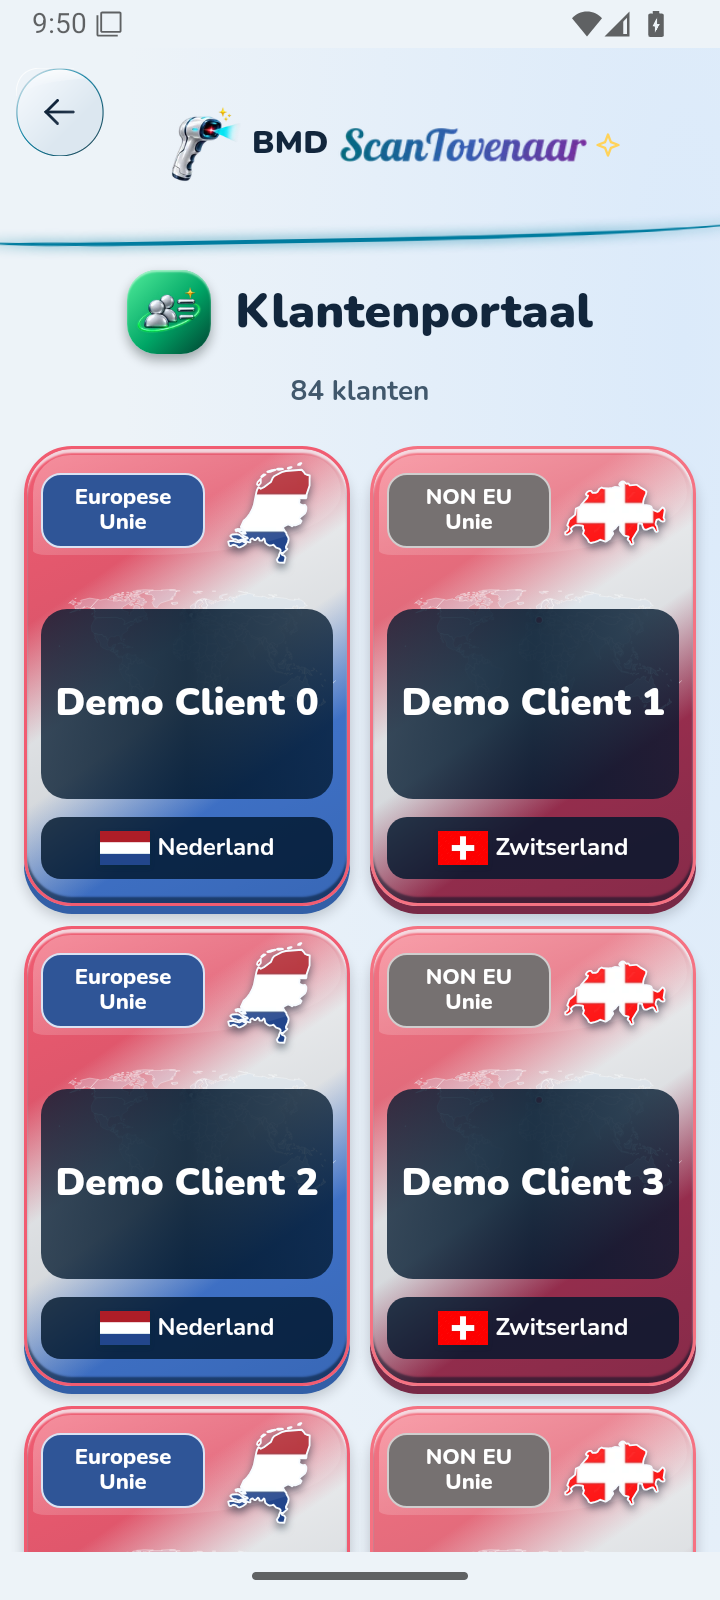 9:50
BMD ScanTovenaar
Klantenportaal
84 klanten
Europese
Unie
Demo Client 0
Nederland
NON EU
Unie
Demo Client 1
Zwitserland
Europese
Unie
Demo Client 2
Nederland
NON EU
Unie
Demo Client 3
Zwitserland
Europese
Unie
NON EU
Unie